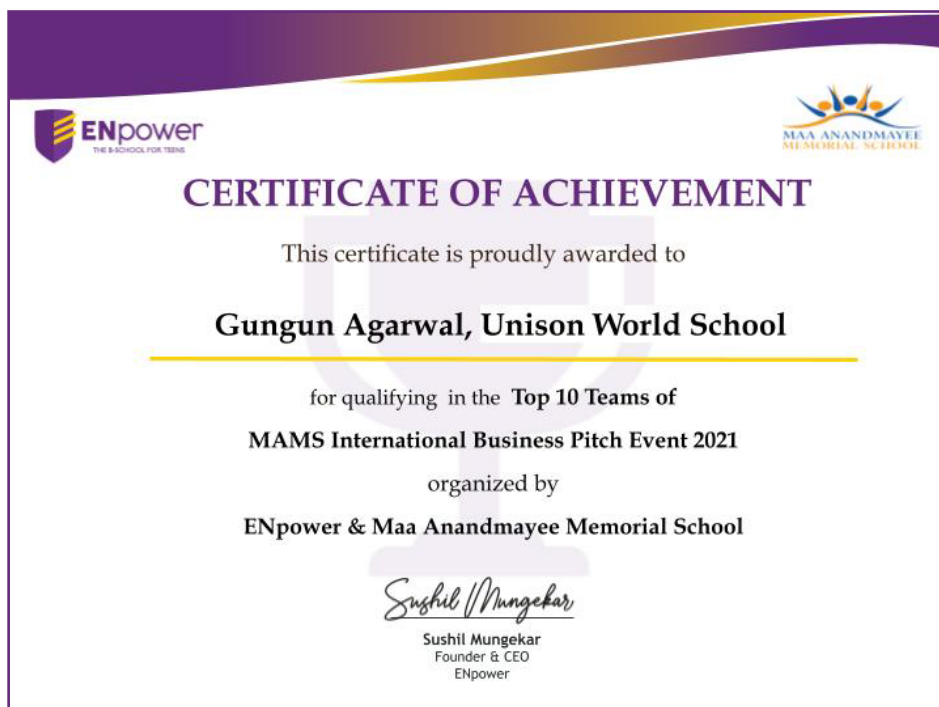 ENpower
THE B-SCHOOL FOR TEENS
MAA ANANDMAYEE
MEMORIAL SCHOOL
CERTIFICATE OF ACHIEVEMENT
This certificate is proudly awarded to
Gungun Agarwal, Unison World School
for qualifying in the Top 10 Teams of
MAMS International Business Pitch Event 2021
organized by
ENpower & Maa Anandmayee Memorial School
Sushil Mungekar
Sushil Mungekar
Founder & CEO
ENpower